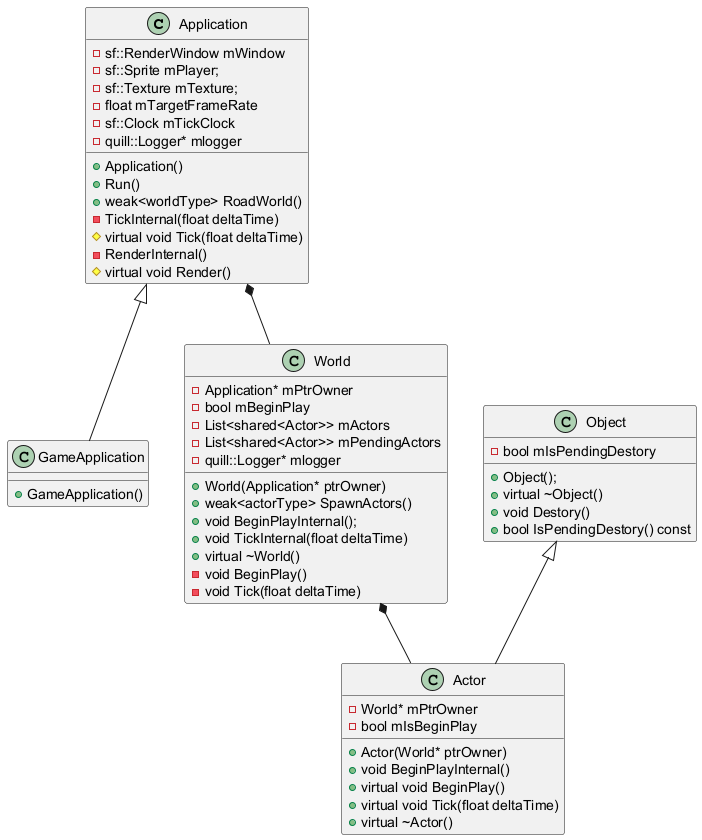 C Application
sf::RenderWindow mWindow
sf::Sprite mPlayer;
sf::Texture mTexture;
float mTargetFrameRate
sf::Clock mTickClock
quill::Logger* mlogger
Application()
Run()
weak<worldType> RoadWorld()
TickInternal(float deltaTime)
virtual void Tick(float deltaTime)
RenderInternal()
virtual void Render()
C World
Application* mPtrOwner
bool mBeginPlay
List<shared<Actor>> mActors
List<shared<Actor>> mPendingActors
quill::Logger* mlogger
World(Application* ptrOwner)
weak<actorType> SpawnActors()
void BeginPlayInternal();
void TickInternal(float deltaTime)
virtual ~World()
void BeginPlay()
void Tick(float deltaTime)
C GameApplication
GameApplication()
C Object
bool mIsPendingDestory
Object();
virtual ~Object()
void Destory()
bool IsPendingDestory() const
C Actor
World* mPtrOwner
bool mIsBeginPlay
Actor(World* ptrOwner)
void BeginPlayInternal()
virtual void BeginPlay()
virtual void Tick(float deltaTime)
virtual ~Actor()